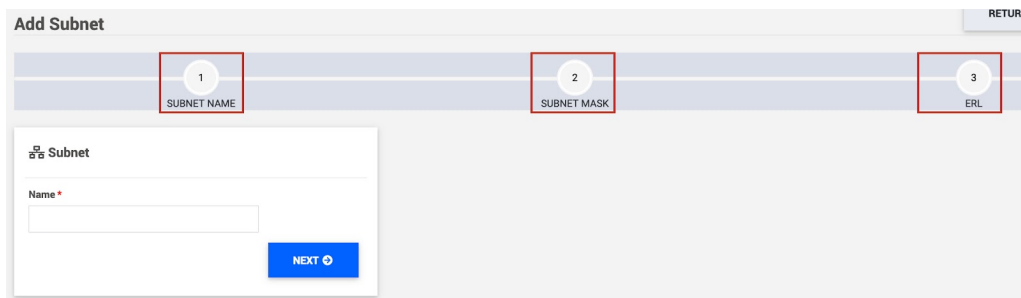 RETUR
Add Subnet
1
2
3
SUBNET NAME
SUBNET MASK
ERL
Subnet
Name *
NEXT